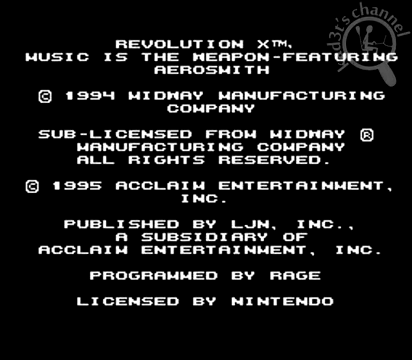 REVOLUTION X™,
MUSIC IS THE WEAPON-FEATURING
AEROSMITH
© 1994 MIDWAY MANUFACTURING
COMPANY
SUB-LICENSED FROM MIDWAY ®
MANUFACTURING COMPANY
ALL RIGHTS RESERVED.
© 1995 ACCLAIM ENTERTAINMENT,
INC.
PUBLISHED BY LJN, INC.,
A SUBSIDIARY OF
ACCLAIM ENTERTAINMENT, INC.
PROGRAMMED BY RAGE
LICENSED BY NINTENDO